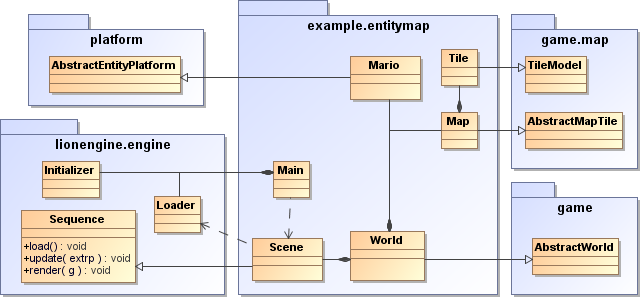 platform
AbstractEntityPlatform
example.entitymap
Mario
Tile
Map
game.map
TileModel
AbstractMapTile
lionengine.engine
Initializer
Loader
Main
Sequence
+load() : void
+update( extrp ) : void
+render( g ) : void
Scene
World
game
AbstractWorld